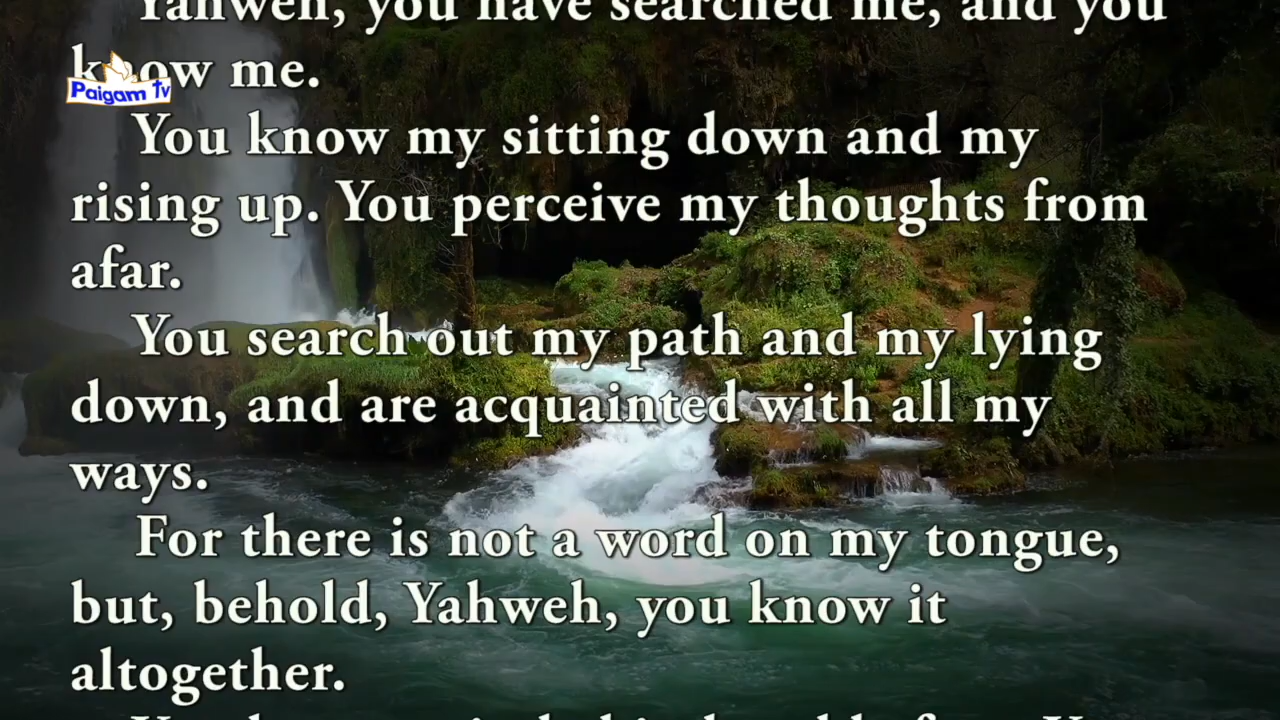 Yahweh, you have searched me, and you
know me.
Paigam Tv
You know my sitting down and my
rising up. You perceive my thoughts from
afar.
You search out my path and my lying
down, and are acquainted with all my
ways.
For there is not a word on my tongue,
but, behold, Yahweh, you know it
altogether.